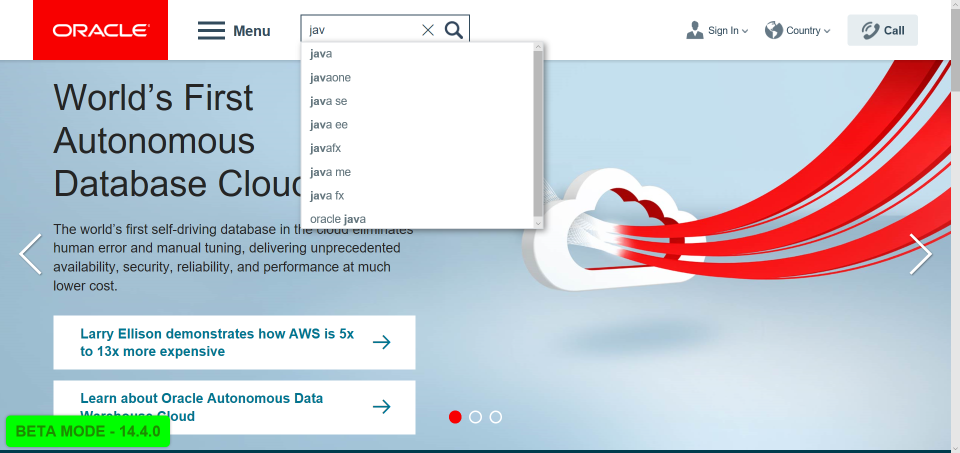 ORACLE
Menu
jav
Sign In
Country
Call
java
javaone
java se
java ee
javafx
java me
java fx
oracle java
World's First
Autonomous
Database Cloud
The world's first self-driving database in the cloud eliminates
human error and manual tuning, delivering unprecedented
availability, security, reliability, and performance at much
lower cost.
Larry Ellison demonstrates how AWS is 5x
to 13x more expensive
Learn about Oracle Autonomous Data
Warehouse Cloud
BETA MODE - 14.4.0